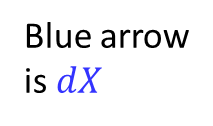 Blue arrow
is dX